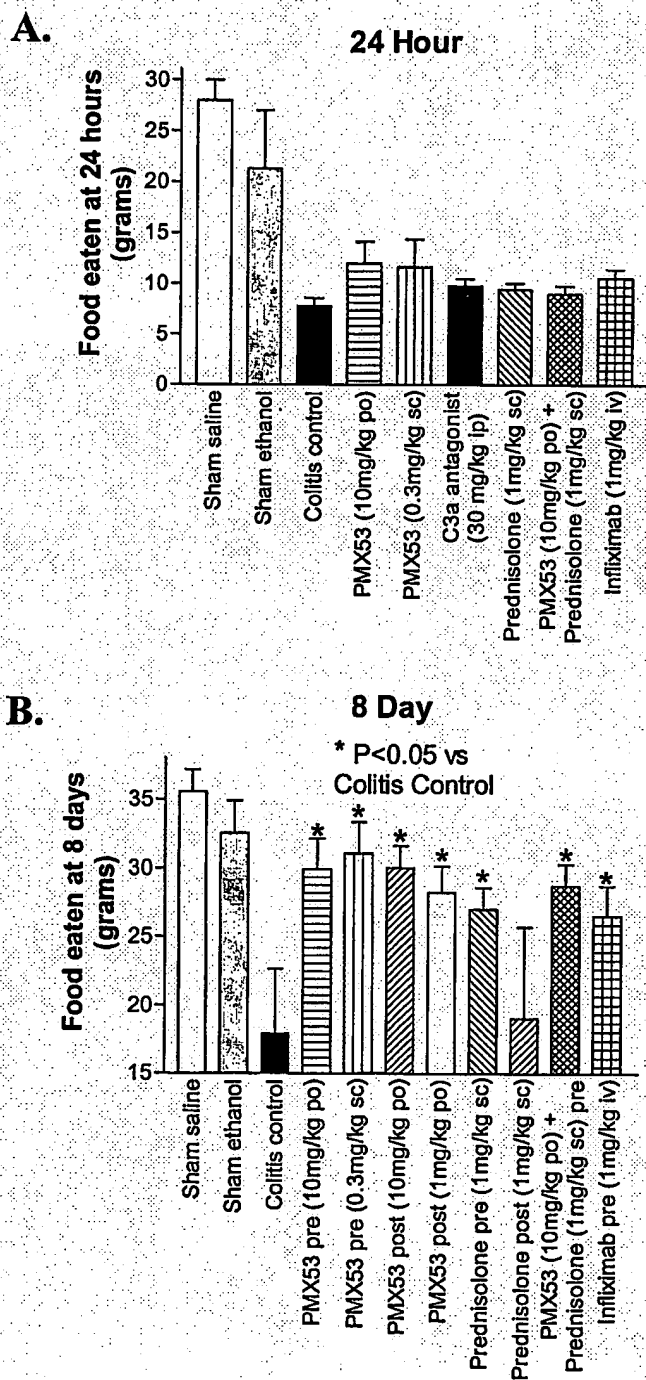 A.
24 Hour
Food eaten at 24 hours
(grams)
30
25
20
15
10
5
0
Sham saline
Sham ethanol
Colitis control
PMX53 (10mg/kg po)
PMX53 (0.3mg/kg sc)
C3a antagonist
(30 mg/kg ip)
Prednisolone (1mg/kg sc)
PMX53 (10mg/kg po) +
Prednisolone (1mg/kg sc)
Infliximab (1mg/kg iv)
B.
8 Day
* P<0.05 vs
Colitis Control
Food eaten at 8 days
(grams)
35
30
25
20
15
* * * * * * *
Sham saline
Sham ethanol
Colitis control
PMX53 pre (10mg/kg po)
PMX53 pre (0.3mg/kg sc)
PMX53 post (10mg/kg po)
PMX53 post (1mg/kg po)
Prednisolone pre (1mg/kg sc)
Prednisolone post (1mg/kg sc)
PMX53 (10mg/kg po) +
Prednisolone (1mg/kg sc) pre
Infliximab pre (1mg/kg iv)